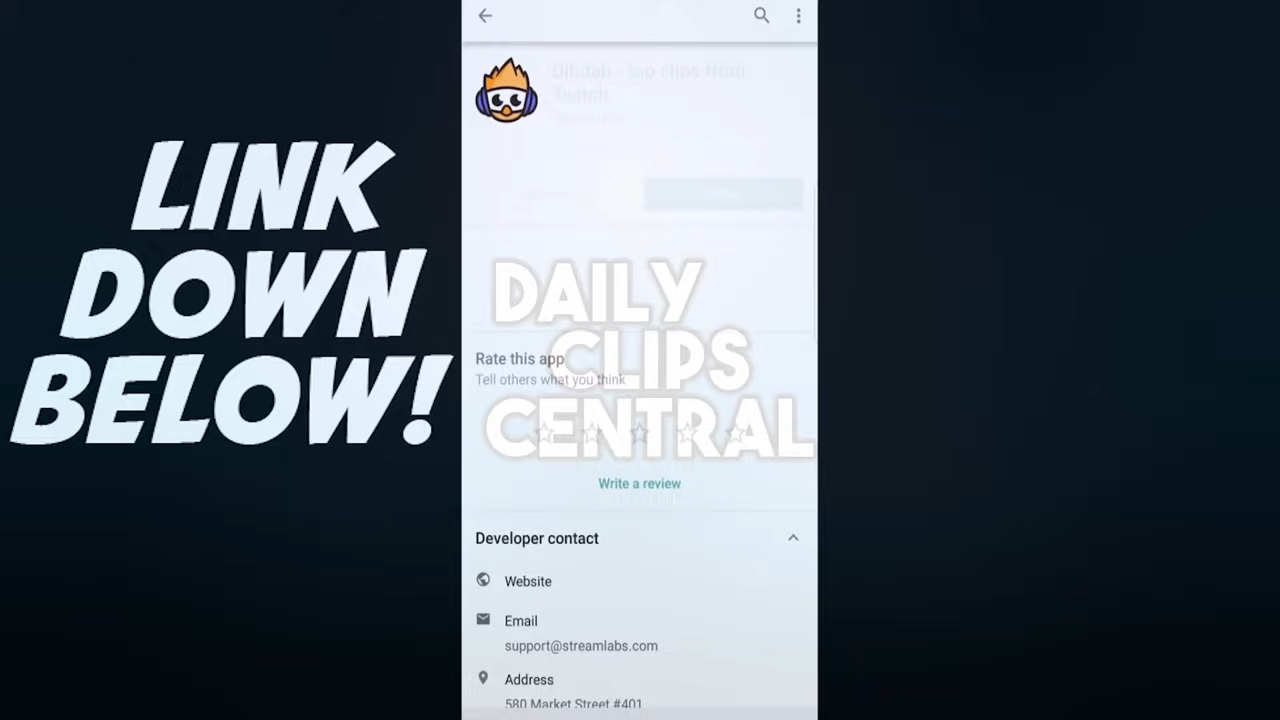 LINK
DOWN
BELOW!
DAILY
CLIPS
CENTRAL
Rate this app
Tell others what you think
Write a review
Developer contact
Website
Email
support@streamlabs.com
Address
580 Market Street #401